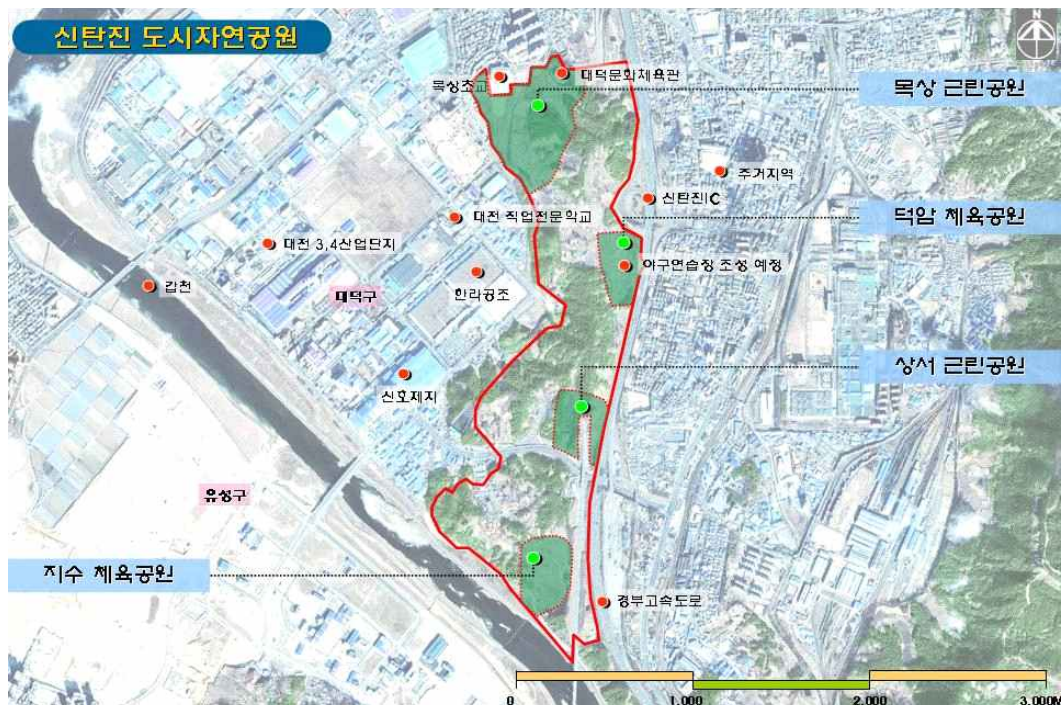 신탄진 도시자연공원
N
목상초교
대덕문화체육관
목상 근린공원
주거지역
신탄진IC
대전 직업전문학교
덕암 체육공원
대전 3,4산업단지
야구연습장 조성 예정
갑천
한라공조
대덕구
상서 근린공원
신호제지
유성구
지수 체육공원
경부고속도로
0
1,000
2,000
3,000M